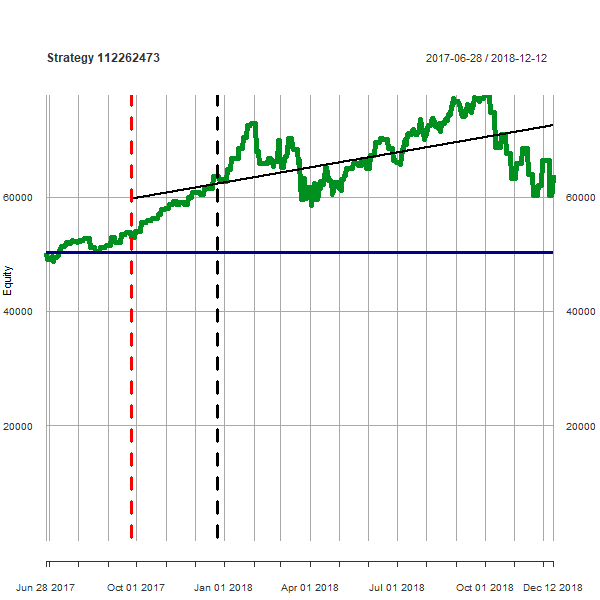 Strategy 112262473
2017-06-28 / 2018-12-12
60000
60000
40000
40000
20000
20000
Equity
Jun 28 2017
Oct 01 2017
Jan 01 2018
Apr 01 2018
Jul 01 2018
Oct 01 2018
Dec 12 2018